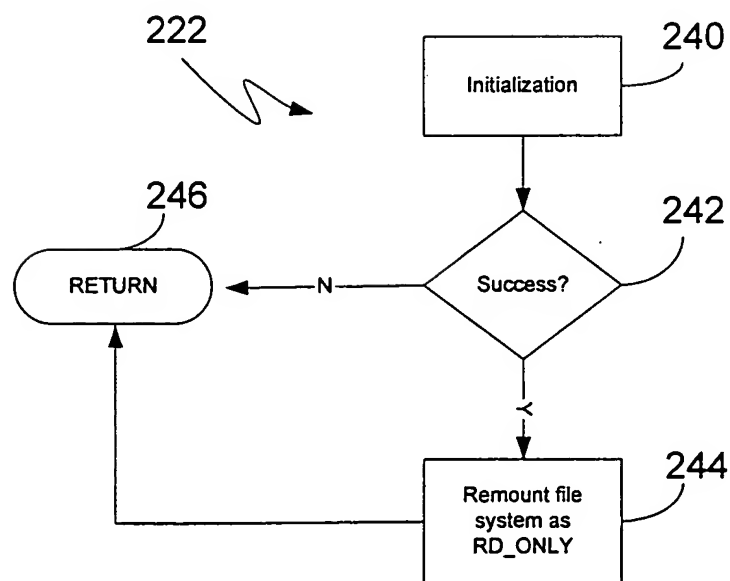 222
240
Initialization
246
242
RETURN
N
Success?
Y
244
Remount file
system as
RD_ONLY